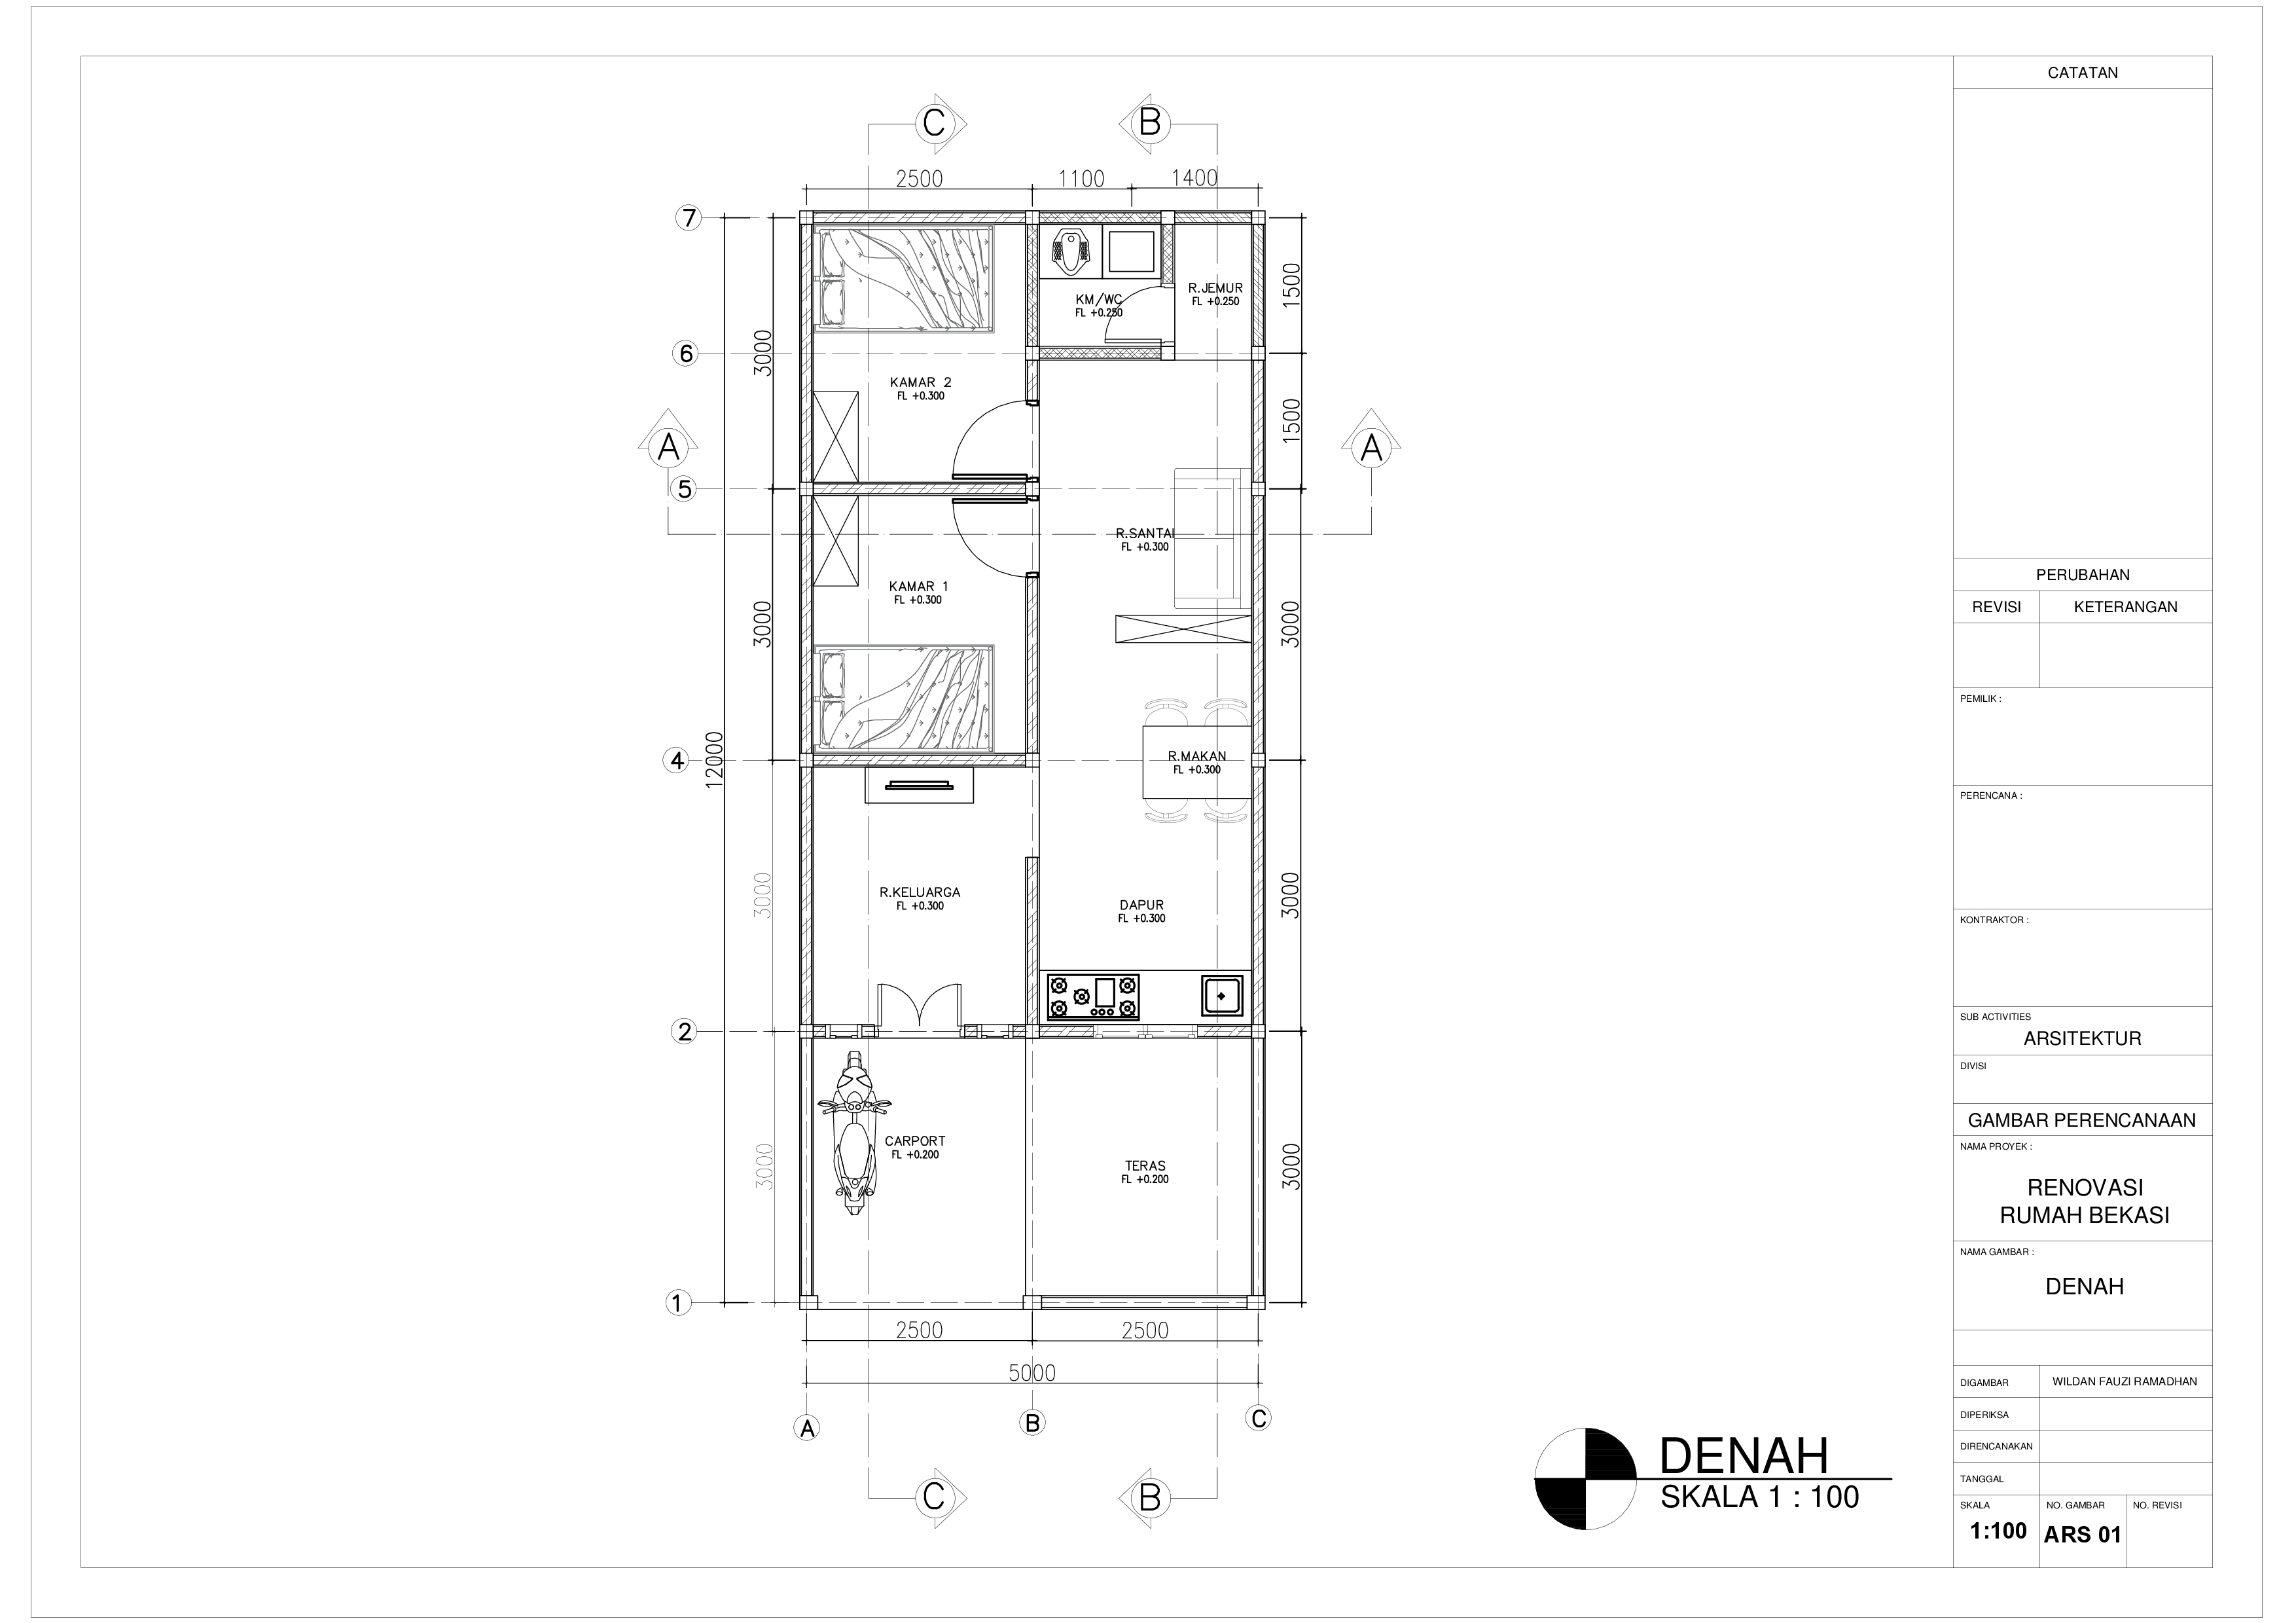 C
B
2500
1100
1400
7
KM/WC
FL +0.250
R.JEMUR
FL +0.250
1500
6
3000
KAMAR 2
FL +0.300
1500
A
A
5
R.SANTAI
FL +0.300
KAMAR 1
FL +0.300
3000
3000
12000
4
R.MAKAN
FL +0.300
3000
R.KELUARGA
FL +0.300
DAPUR
FL +0.300
3000
2
CARPORT
FL +0.200
3000
TERAS
FL +0.200
3000
1
2500
2500
5000
A
B
C
C
B
DENAH
SKALA 1 : 100
CATATAN
PERUBAHAN
REVISI
KETERANGAN
PEMILIK :
PERENCANA :
KONTRAKTOR :
SUB ACTIVITIES
ARSITEKTUR
DIVISI
GAMBAR PERENCANAAN
NAMA PROYEK :
RENOVASI
RUMAH BEKASI
NAMA GAMBAR :
DENAH
DIGAMBAR
WILDAN FAUZI RAMADHAN
DIPERIKSA
DIRENCANAKAN
TANGGAL
SKALA
NO. GAMBAR
NO. REVISI
1:100
ARS 01